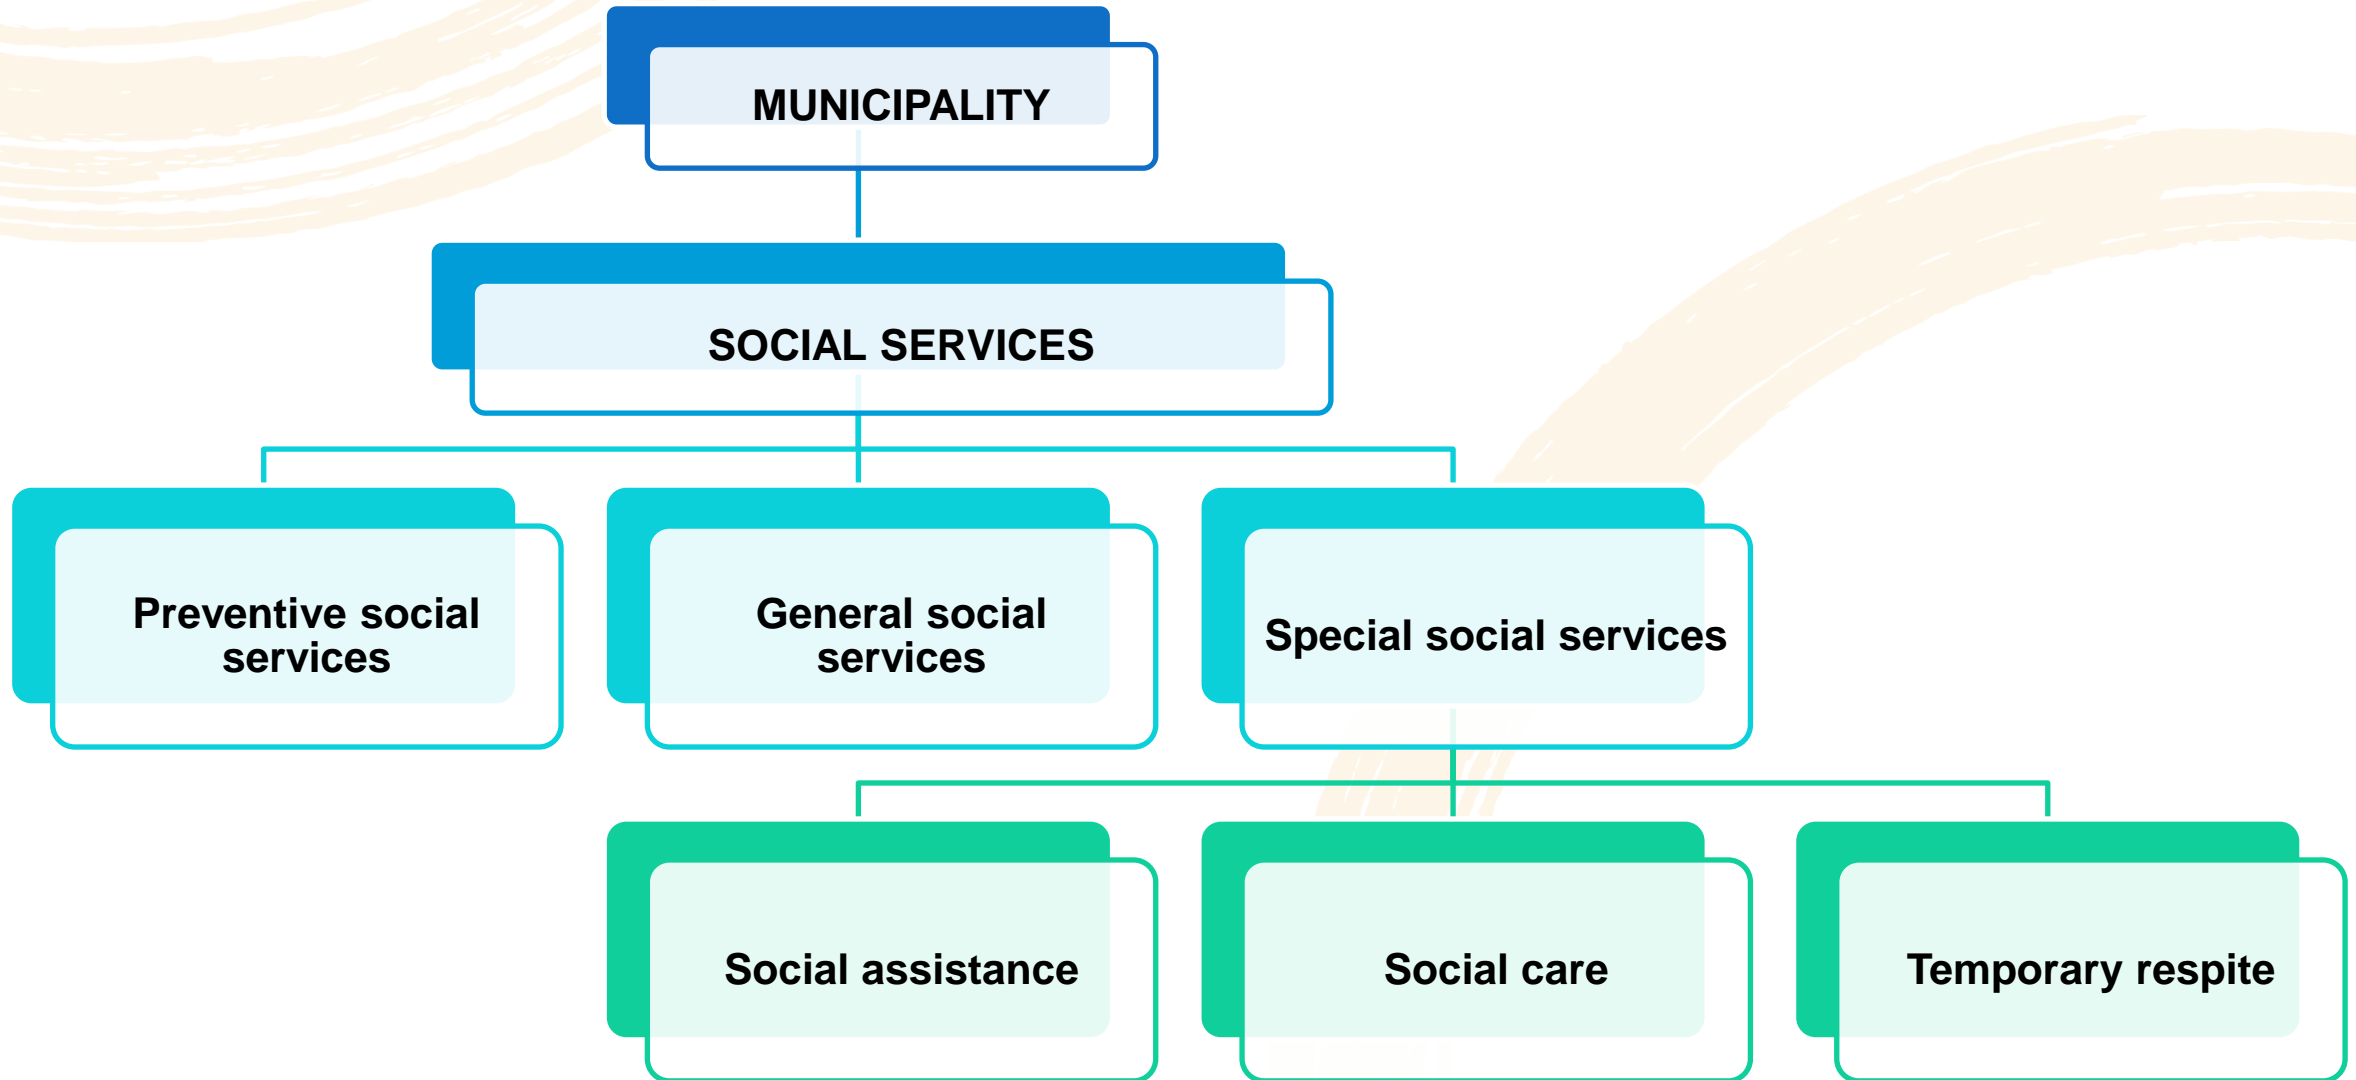 MUNICIPALITY
SOCIAL SERVICES
Preventive social
services
General social
services
Special social services
Social assistance
Social care
Temporary respite